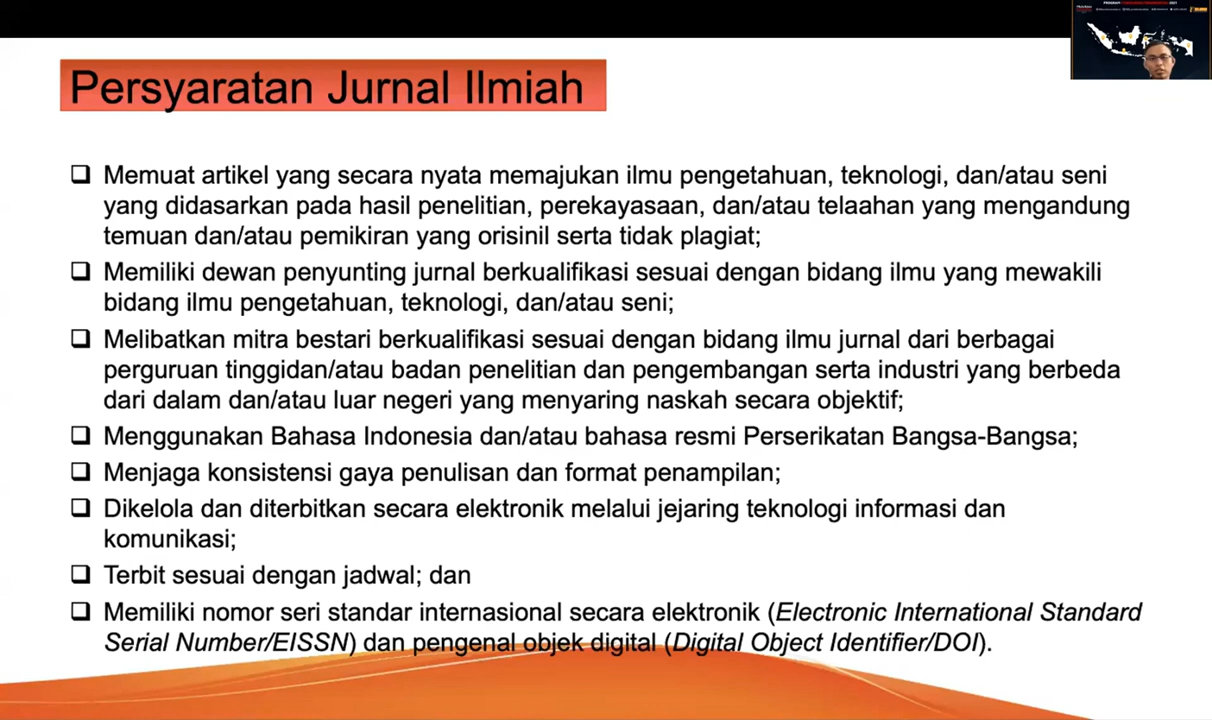 Persyaratan Jurnal Ilmiah
Memuat artikel yang secara nyata memajukan ilmu pengetahuan, teknologi, dan/atau seni
yang didasarkan pada hasil penelitian, perekayasaan, dan/atau telaahan yang mengandung
temuan dan/atau pemikiran yang orisinil serta tidak plagiat;
Memiliki dewan penyunting jurnal berkualifikasi sesuai dengan bidang ilmu yang mewakili
bidang ilmu pengetahuan, teknologi, dan/atau seni;
Melibatkan mitra bestari berkualifikasi sesuai dengan bidang ilmu jurnal dari berbagai
perguruan tinggidan/atau badan penelitian dan pengembangan serta industri yang berbeda
dari dalam dan/atau luar negeri yang menyaring naskah secara objektif;
Menggunakan Bahasa Indonesia dan/atau bahasa resmi Perserikatan Bangsa-Bangsa;
Menjaga konsistensi gaya penulisan dan format penampilan;
Dikelola dan diterbitkan secara elektronik melalui jejaring teknologi informasi dan
komunikasi;
Terbit sesuai dengan jadwal; dan
Memiliki nomor seri standar internasional secara elektronik (Electronic International Standard
Serial Number/EISSN) dan pengenal objek digital (Digital Object Identifier/DOI).